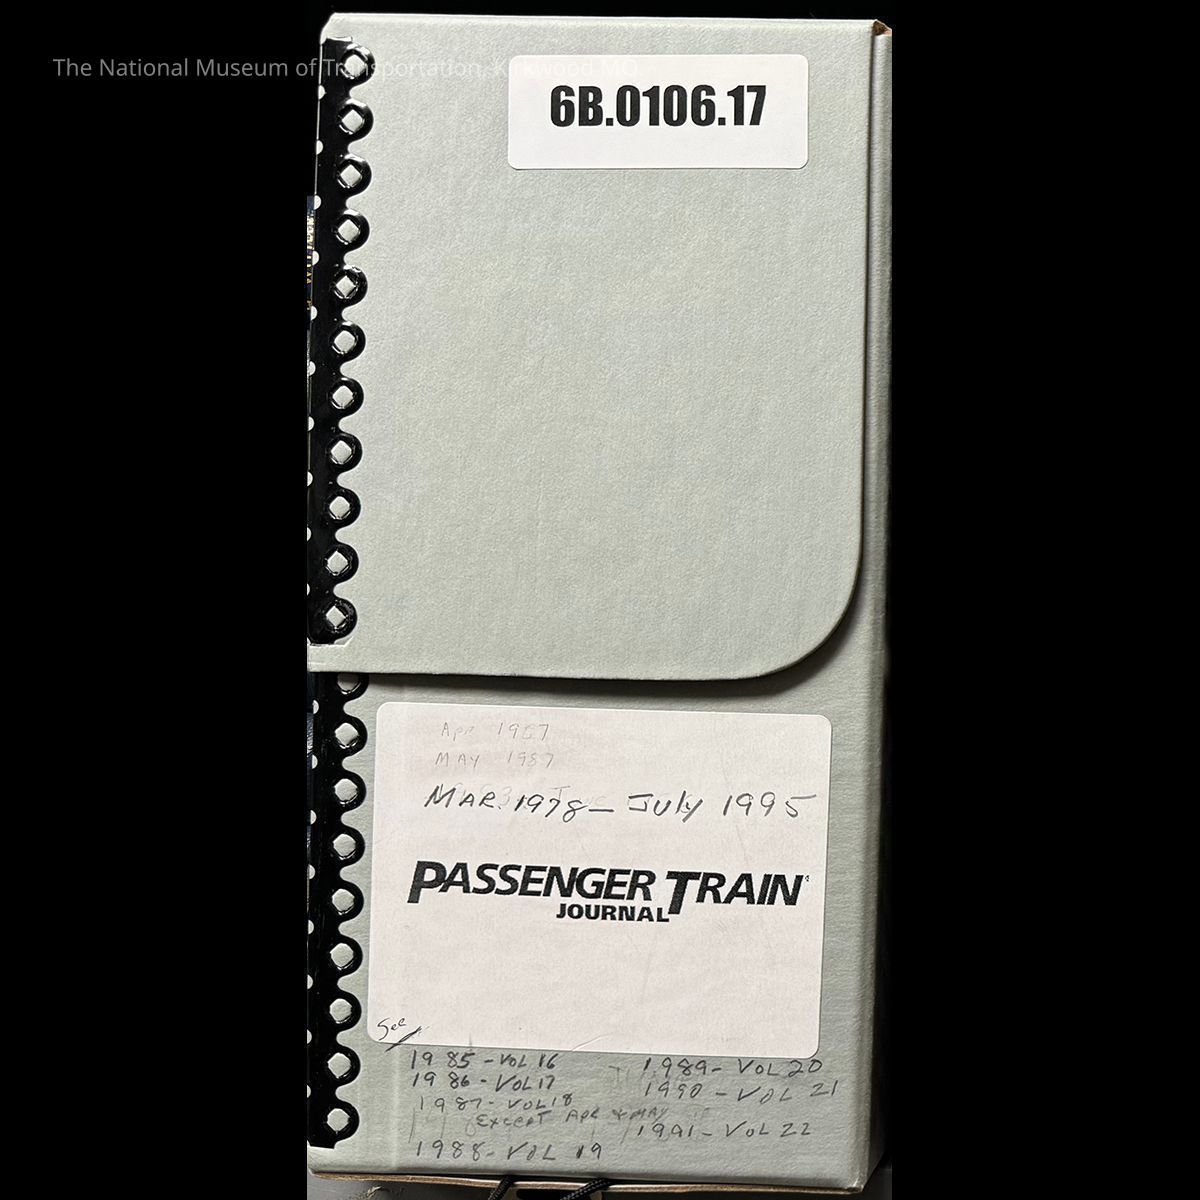 The National Museum of Transportation, Kirkwood MO.
6B.0106.17
Apr 1987
MAY 1987
MAR. 1978 - July 1995
PASSENGER TRAIN
JOURNAL
See
1985 - VOL 16
1986 - VOL 17
1987 - VOL 18
EXCEPT APR & MAY
1988 - VOL 19
1989 - VOL 20
1990 - VOL 21
1991 - VOL 22